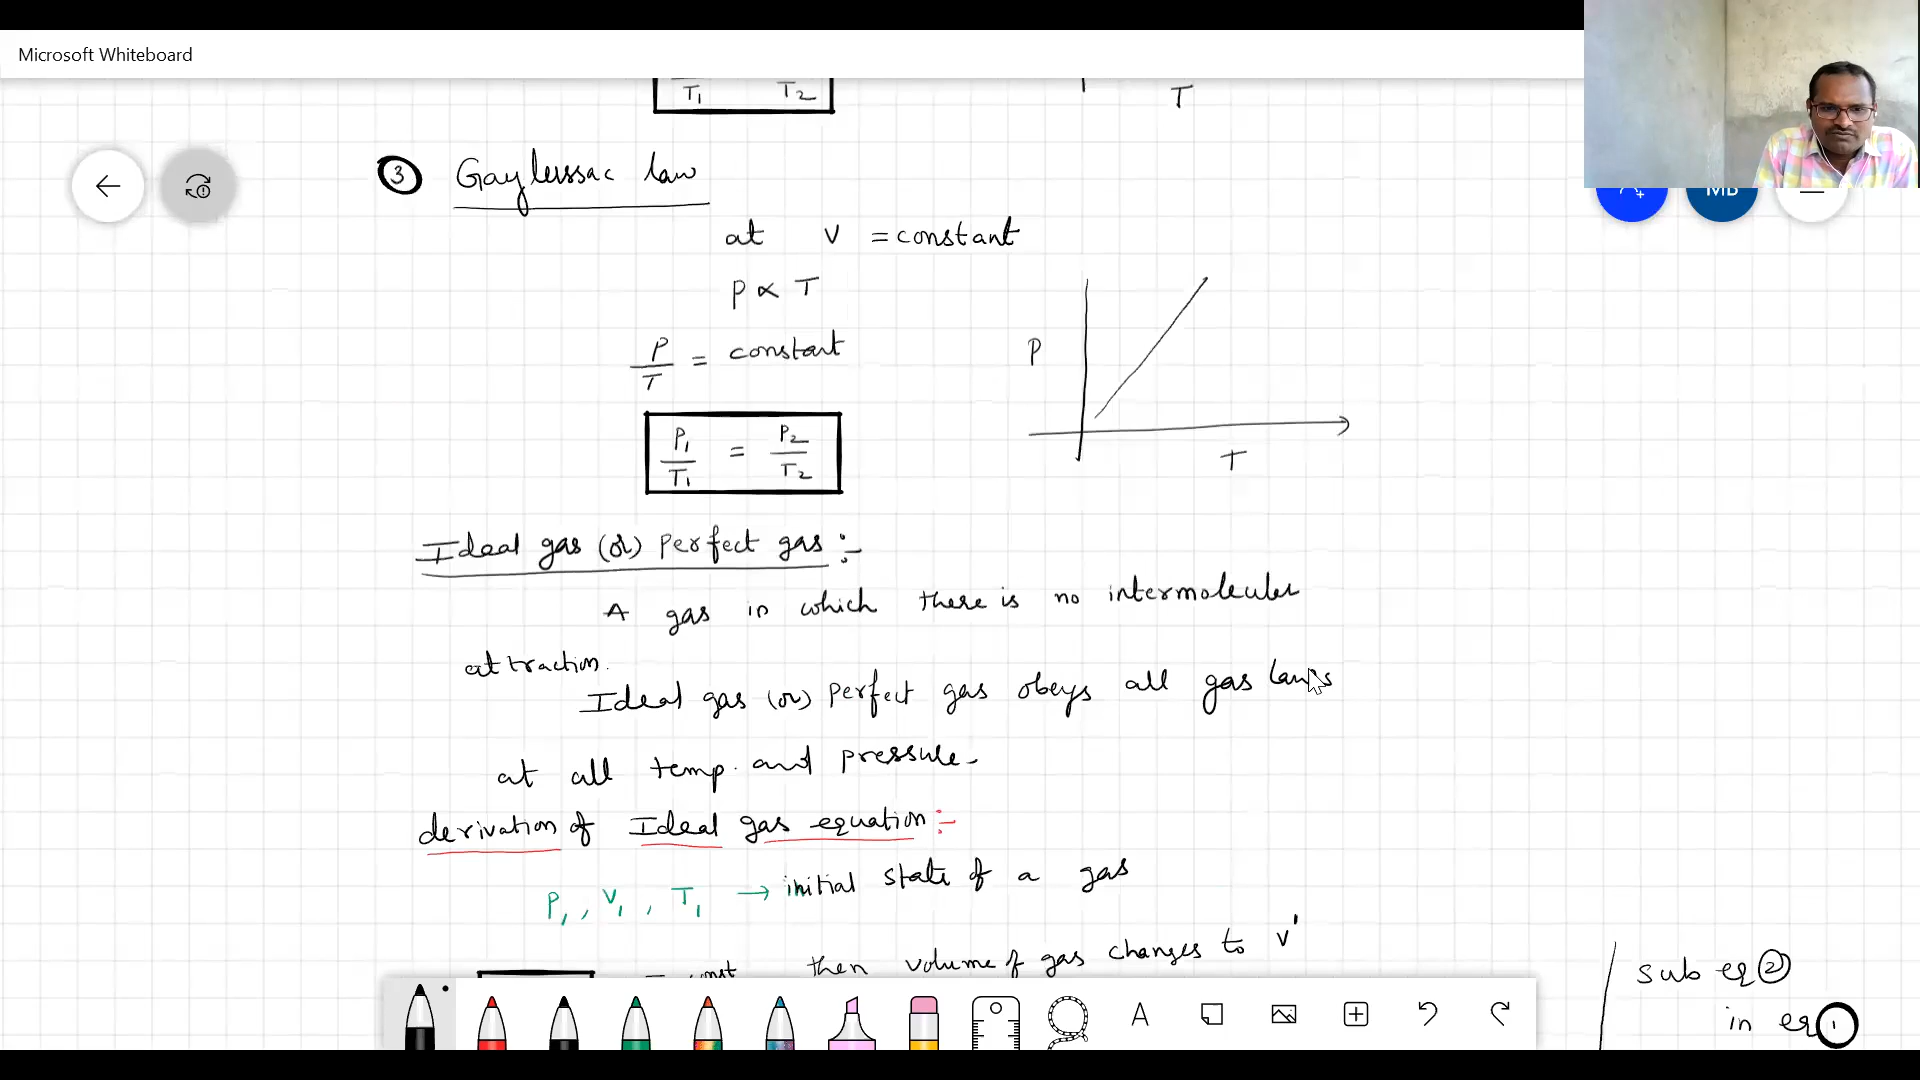 Microsoft Whiteboard
T1 T2
T
3 Gaylussac law
at V = constant
P ∝ T
P/T = constant
P
P1/T1 = P2/T2
T
Ideal gas (or) perfect gas :-
A gas in which there is no intermolecular
attraction.
Ideal gas (or) perfect gas obeys all gas laws
at all temp. and pressure.
derivation of Ideal gas equation :-
P1, V1, T1 → initial state of a gas
then volume of gas changes to V'
sub eq 2
in eq 1
MB
A